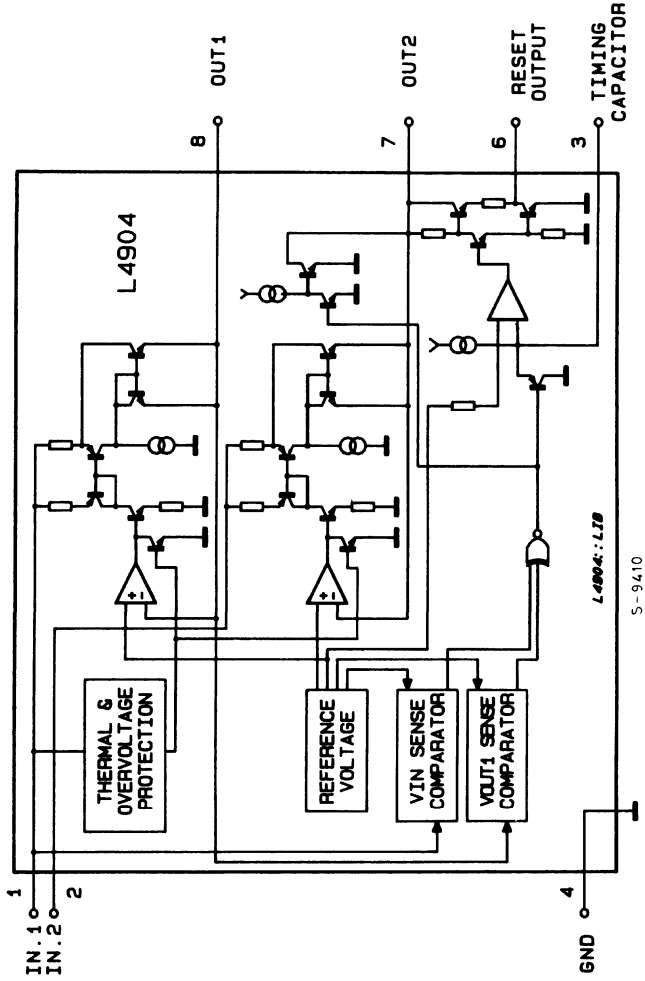 L4904
IN.1
1
IN.2
2
THERMAL &
OVERVOLTAGE
PROTECTION
+
-
8
OUT1
REFERENCE
VOLTAGE
+
-
7
OUT2
VIN SENSE
COMPARATOR
VOUT1 SENSE
COMPARATOR
6
RESET
OUTPUT
3
TIMING
CAPACITOR
GND
4
L4904::LIB
S-9410